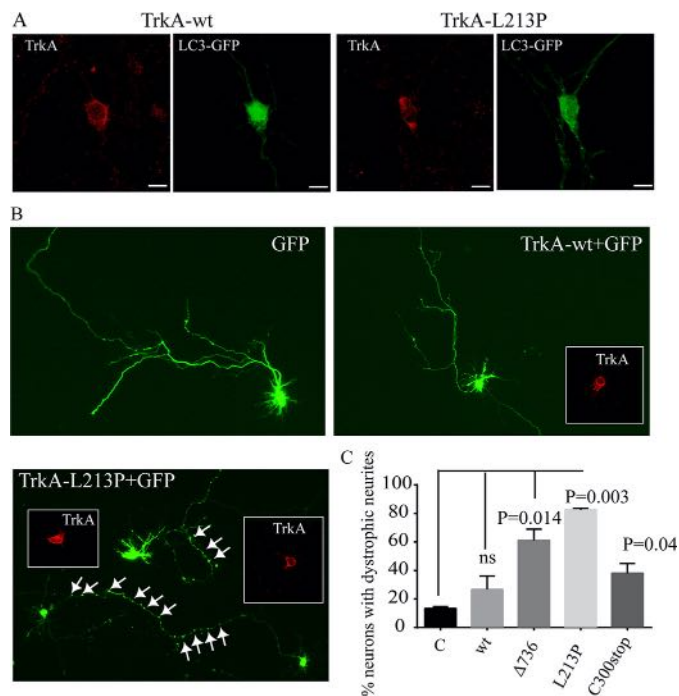 A
TrkA-wt
TrkA-L213P
TrkA
LC3-GFP
TrkA
LC3-GFP
B
GFP
TrkA-wt+GFP
TrkA
TrkA-L213P+GFP
TrkA
TrkA
C
% neurons with dystrophic neurites
100
80
60
40
20
0
ns
P=0.014
P=0.003
P=0.04
C
wt
Δ736
L213P
C300stop